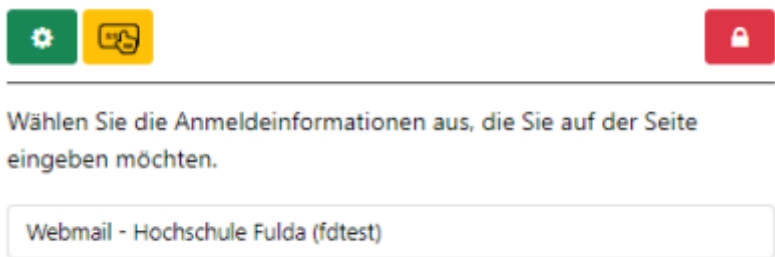 Wählen Sie die Anmeldeinformationen aus, die Sie auf der Seite
eingeben möchten.
Webmail - Hochschule Fulda (fdtest)